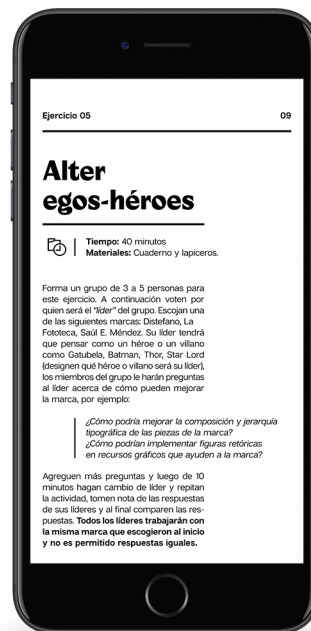 Ejercicio 05 09
Alter
egos-héroes
Tiempo: 40 minutos
Materiales: Cuaderno y lapiceros.
Forma un grupo de 3 a 5 personas para
este ejercicio. A continuación voten por
quien será el “líder” del grupo. Escojan una
de las siguientes marcas: Distefano, La
Fototeca, Saúl E. Méndez. Su líder tendrá
que pensar como un héroe o un villano
como Gatubela, Batman, Thor, Star Lord
(designen qué héroe o villano será su líder),
los miembros del grupo le harán preguntas
al líder acerca de cómo pueden mejorar
la marca, por ejemplo:
¿Cómo podría mejorar la composición y jerarquía
tipográfica de las piezas de la marca?
¿Cómo podrían implementar figuras retóricas
en recursos gráficos que ayuden a la marca?
Agreguen más preguntas y luego de 10
minutos hagan cambio de líder y repitan
la actividad, tomen nota de las respuestas
de sus líderes y al final comparen las res-
puestas. Todos los líderes trabajarán con
la misma marca que escogieron al inicio
y no es permitido respuestas iguales.